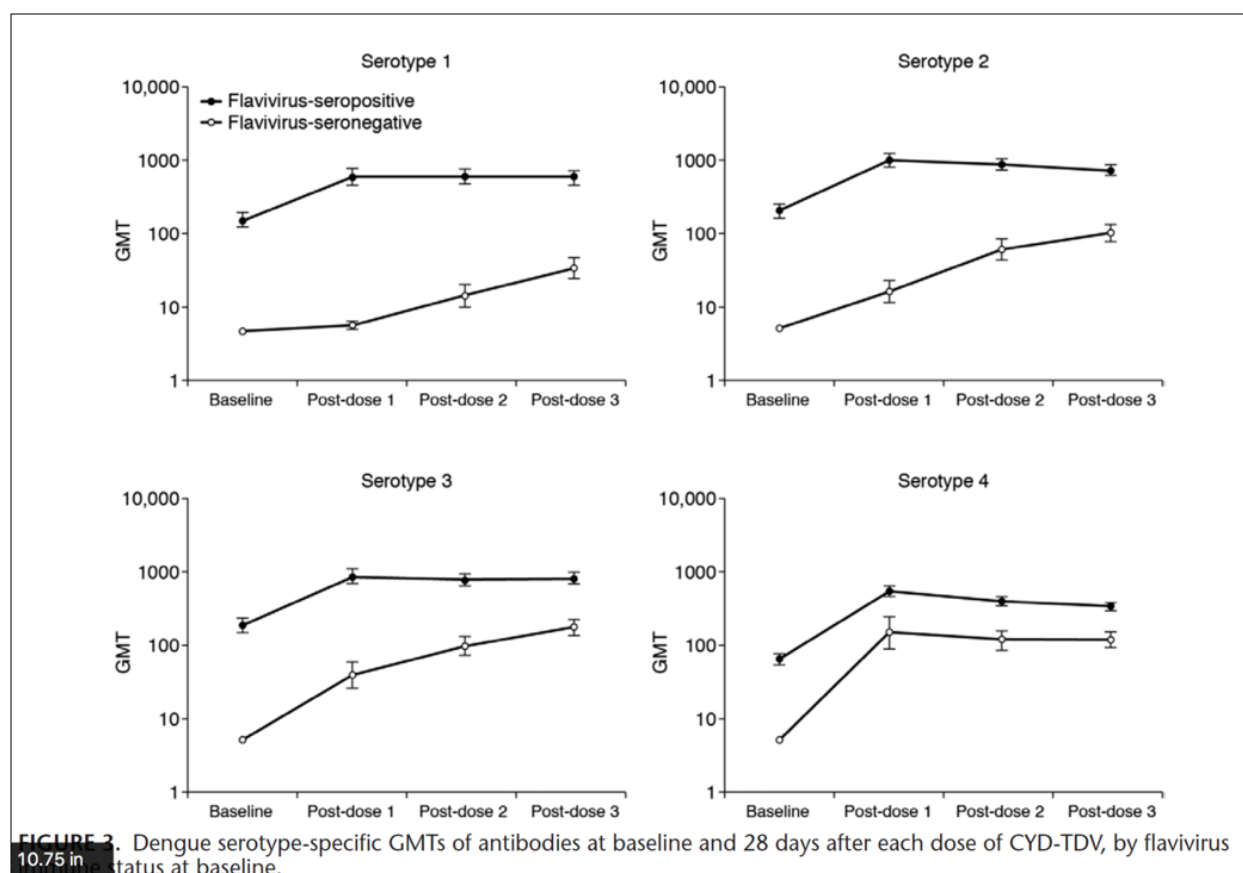 Serotype 1
10,000
1000
100
10
1
GMT
Flavivirus-seropositive
Flavivirus-seronegative
Baseline Post-dose 1 Post-dose 2 Post-dose 3
Serotype 2
10,000
1000
100
10
1
GMT
Baseline Post-dose 1 Post-dose 2 Post-dose 3
Serotype 3
10,000
1000
100
10
1
GMT
Baseline Post-dose 1 Post-dose 2 Post-dose 3
Serotype 4
10,000
1000
100
10
1
GMT
Baseline Post-dose 1 Post-dose 2 Post-dose 3
FIGURE 3. Dengue serotype-specific GMTs of antibodies at baseline and 28 days after each dose of CYD-TDV, by flavivirus
status at baseline.
10.75 in